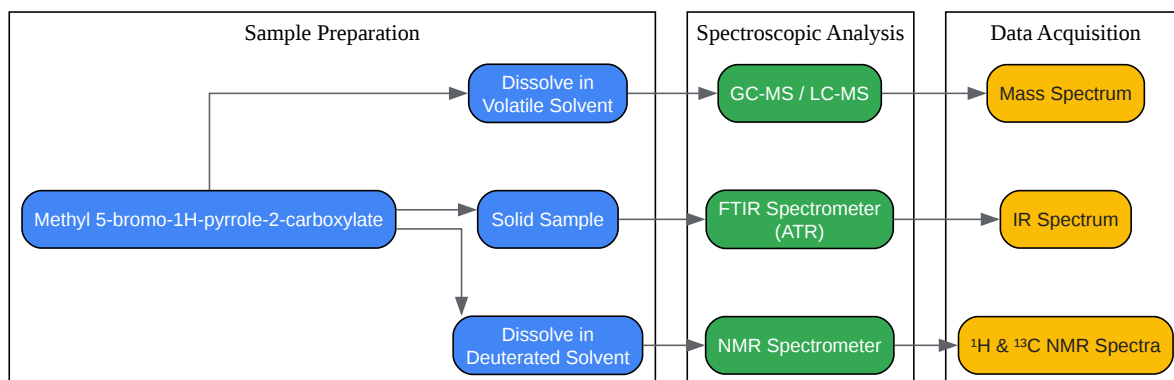 Sample Preparation
Spectroscopic Analysis
Data Acquisition
Dissolve in
Volatile Solvent
GC-MS / LC-MS
Mass Spectrum
Methyl 5-bromo-1H-pyrrole-2-carboxylate
Solid Sample
FTIR Spectrometer
(ATR)
IR Spectrum
Dissolve in
Deuterated Solvent
NMR Spectrometer
¹H & ¹³C NMR Spectra